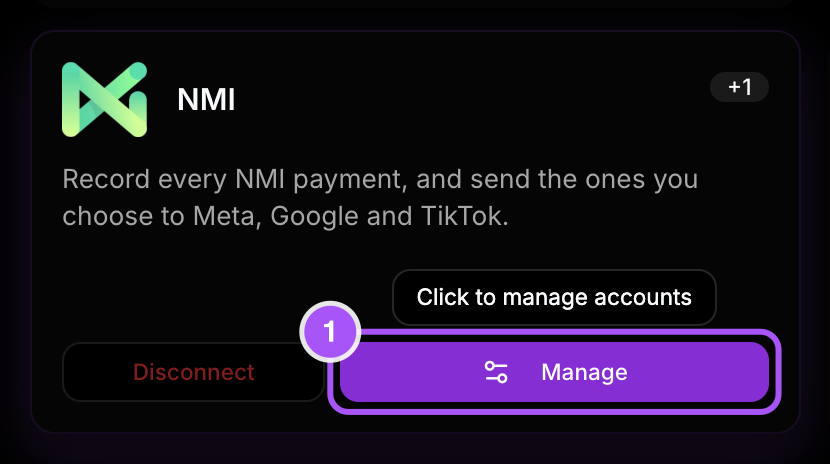 NMI
+1
Record every NMI payment, and send the ones you
choose to Meta, Google and TikTok.
Click to manage accounts
1
Disconnect
Manage